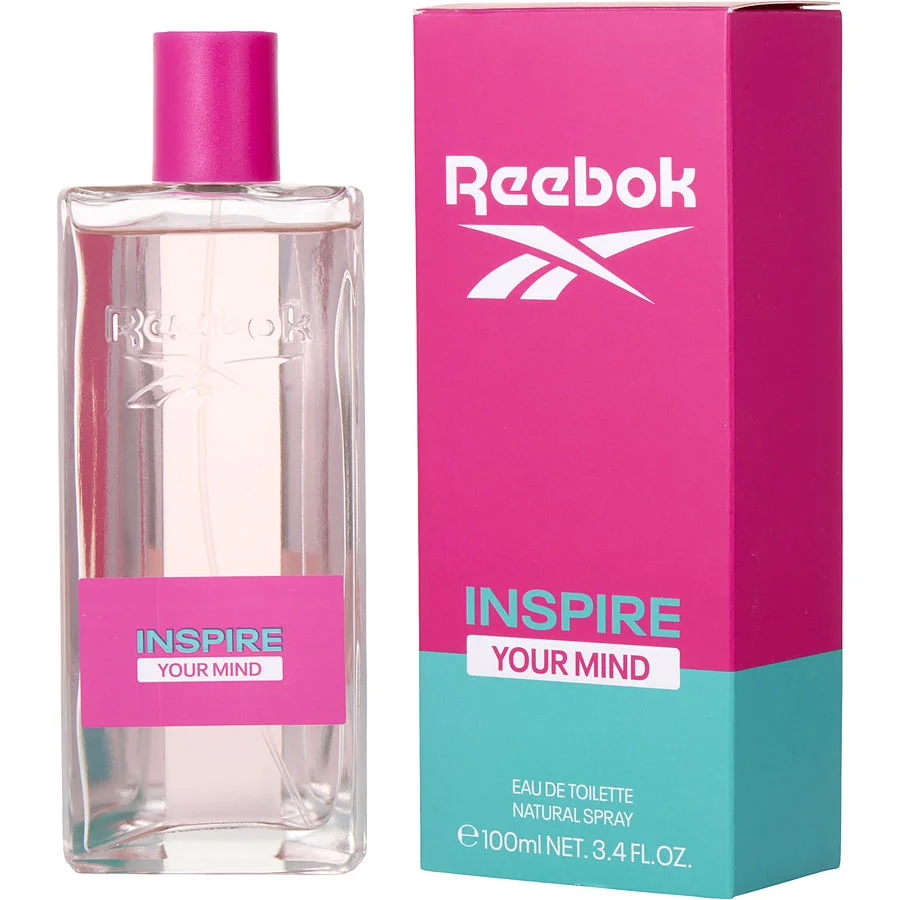 Reebok
INSPIRE
YOUR MIND
Reebok
INSPIRE
YOUR MIND
EAU DE TOILETTE
NATURAL SPRAY
℮100ml NET. 3.4 FL.OZ.